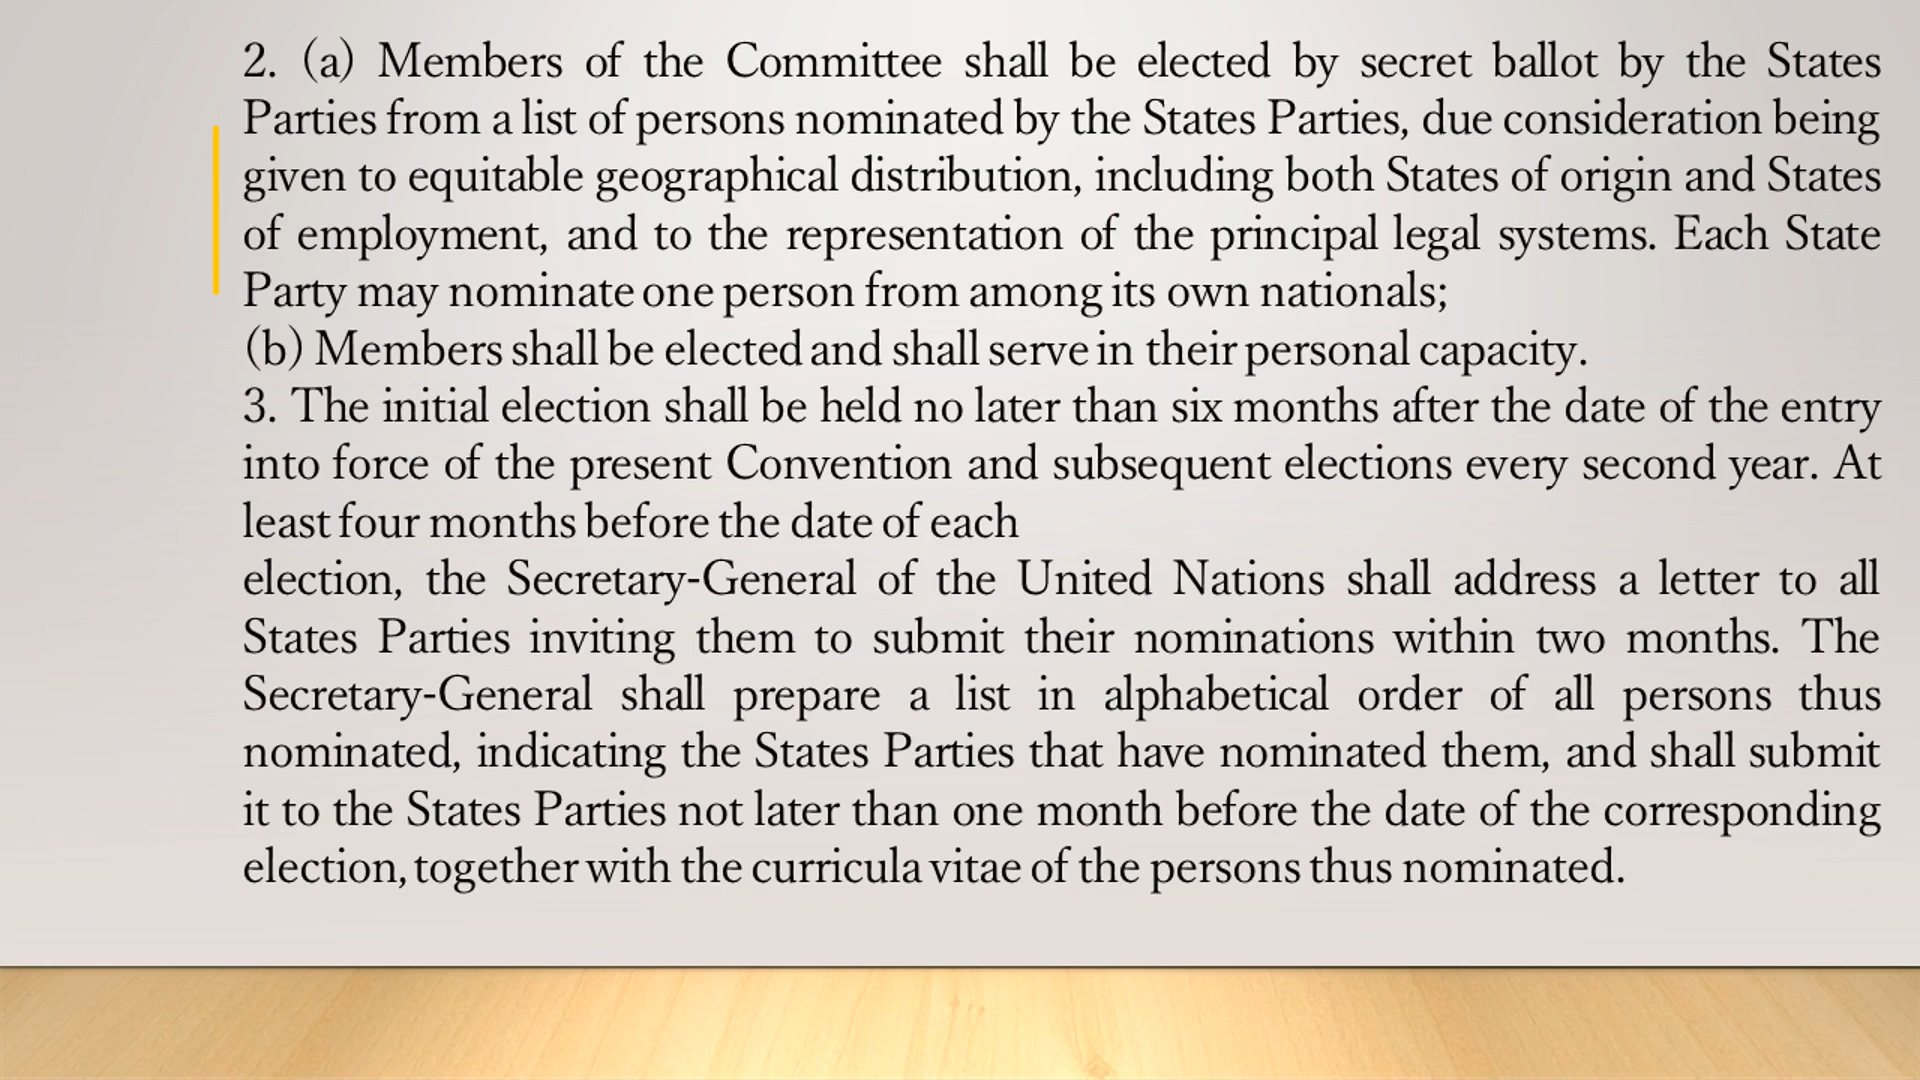 2. (a) Members of the Committee shall be elected by secret ballot by the States
Parties from a list of persons nominated by the States Parties, due consideration being
given to equitable geographical distribution, including both States of origin and States
of employment, and to the representation of the principal legal systems. Each State
Party may nominate one person from among its own nationals;
(b) Members shall be elected and shall serve in their personal capacity.
3. The initial election shall be held no later than six months after the date of the entry
into force of the present Convention and subsequent elections every second year. At
least four months before the date of each
election, the Secretary-General of the United Nations shall address a letter to all
States Parties inviting them to submit their nominations within two months. The
Secretary-General shall prepare a list in alphabetical order of all persons thus
nominated, indicating the States Parties that have nominated them, and shall submit
it to the States Parties not later than one month before the date of the corresponding
election, together with the curricula vitae of the persons thus nominated.